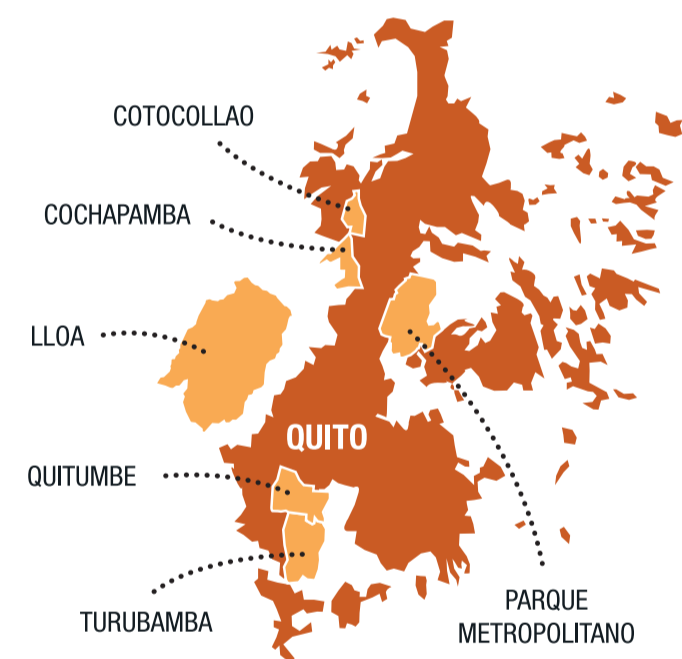 COTOCOLLAO
COCHAPAMBA
LLOA
QUITO
QUITUMBE
TURUBAMBA
PARQUE
METROPOLITANO